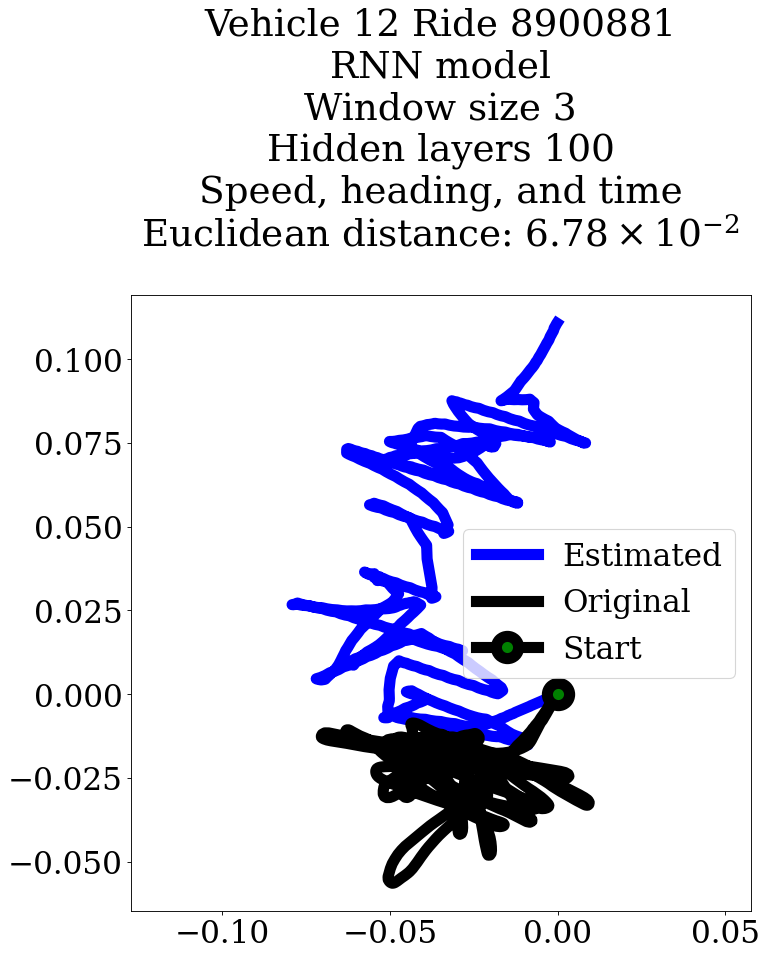 Vehicle 12 Ride 8900881
RNN model
Window size 3
Hidden layers 100
Speed, heading, and time
Euclidean distance: 6.78 × 10⁻²
0.100
0.075
0.050
0.025
0.000
−0.025
−0.050
Estimated
Original
Start
−0.10
−0.05
0.00
0.05